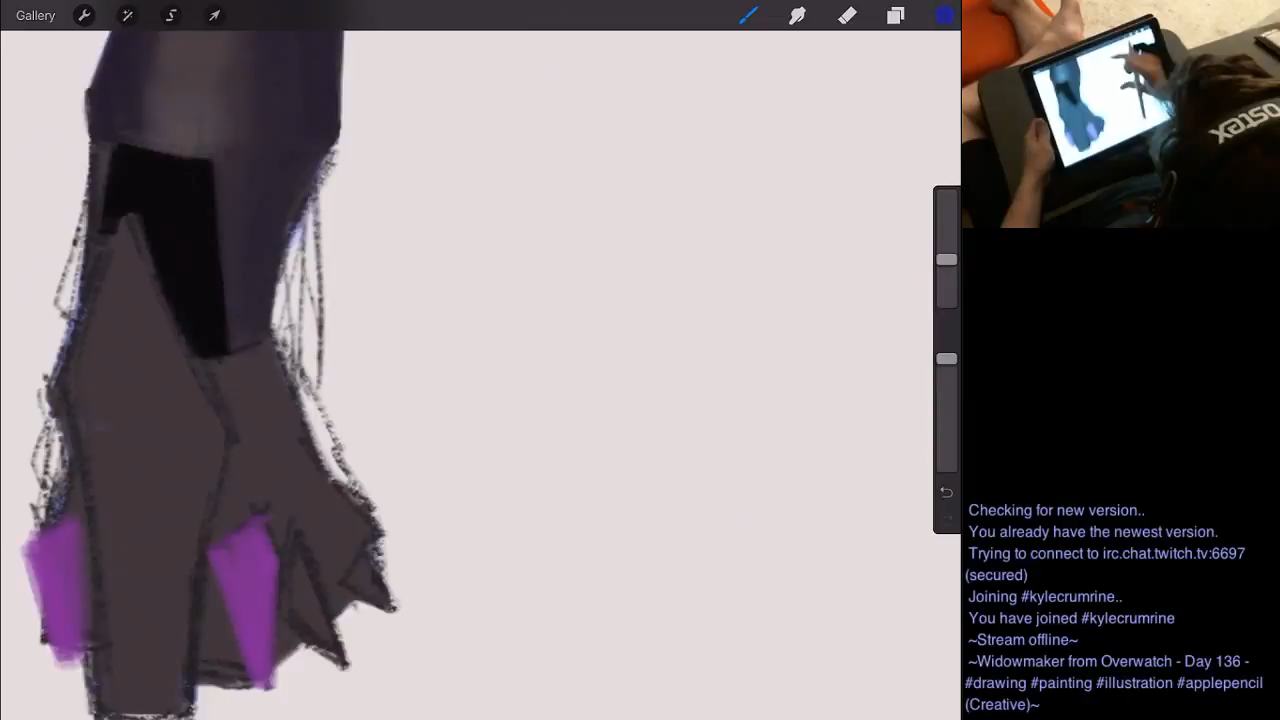 Gallery
ostex
Checking for new version..
You already have the newest version.
Trying to connect to irc.chat.twitch.tv:6697
(secured)
Joining #kylecrumrine..
You have joined #kylecrumrine
~Stream offline~
~Widowmaker from Overwatch - Day 136 -
#drawing #painting #illustration #applepencil
(Creative)~